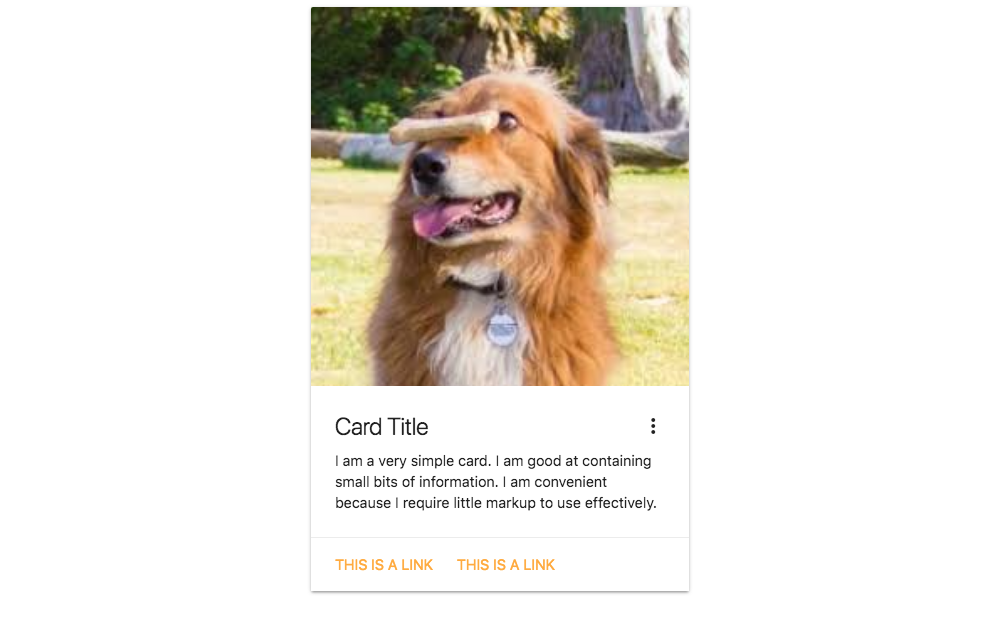 Card Title
I am a very simple card. I am good at containing
small bits of information. I am convenient
because I require little markup to use effectively.
THIS IS A LINK THIS IS A LINK